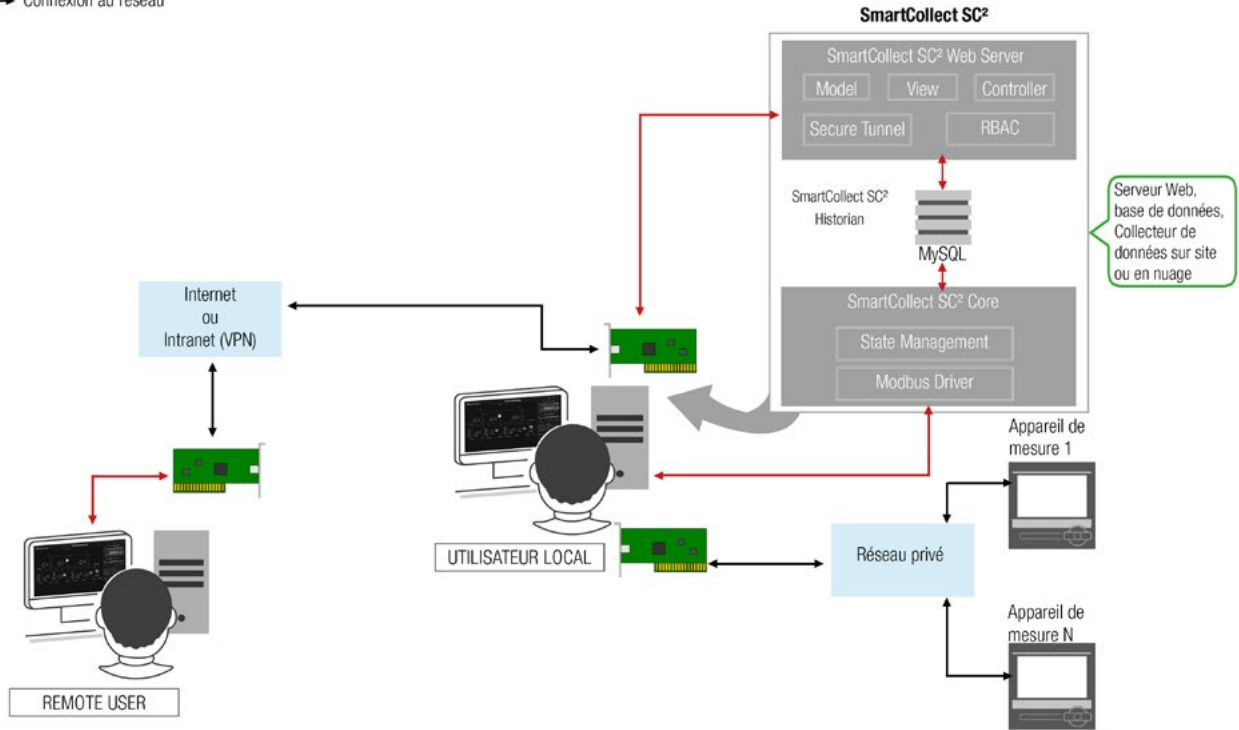 Connexion au réseau
SmartCollect SC²
SmartCollect SC² Web Server
Model
View
Controller
Secure Tunnel
RBAC
SmartCollect SC²
Historian
MySQL
Serveur Web,
base de données,
Collecteur de
données sur site
ou en nuage
SmartCollect SC² Core
State Management
Modbus Driver
Internet
ou
Intranet (VPN)
Appareil de
mesure 1
UTILISATEUR LOCAL
Réseau privé
Appareil de
mesure N
REMOTE USER